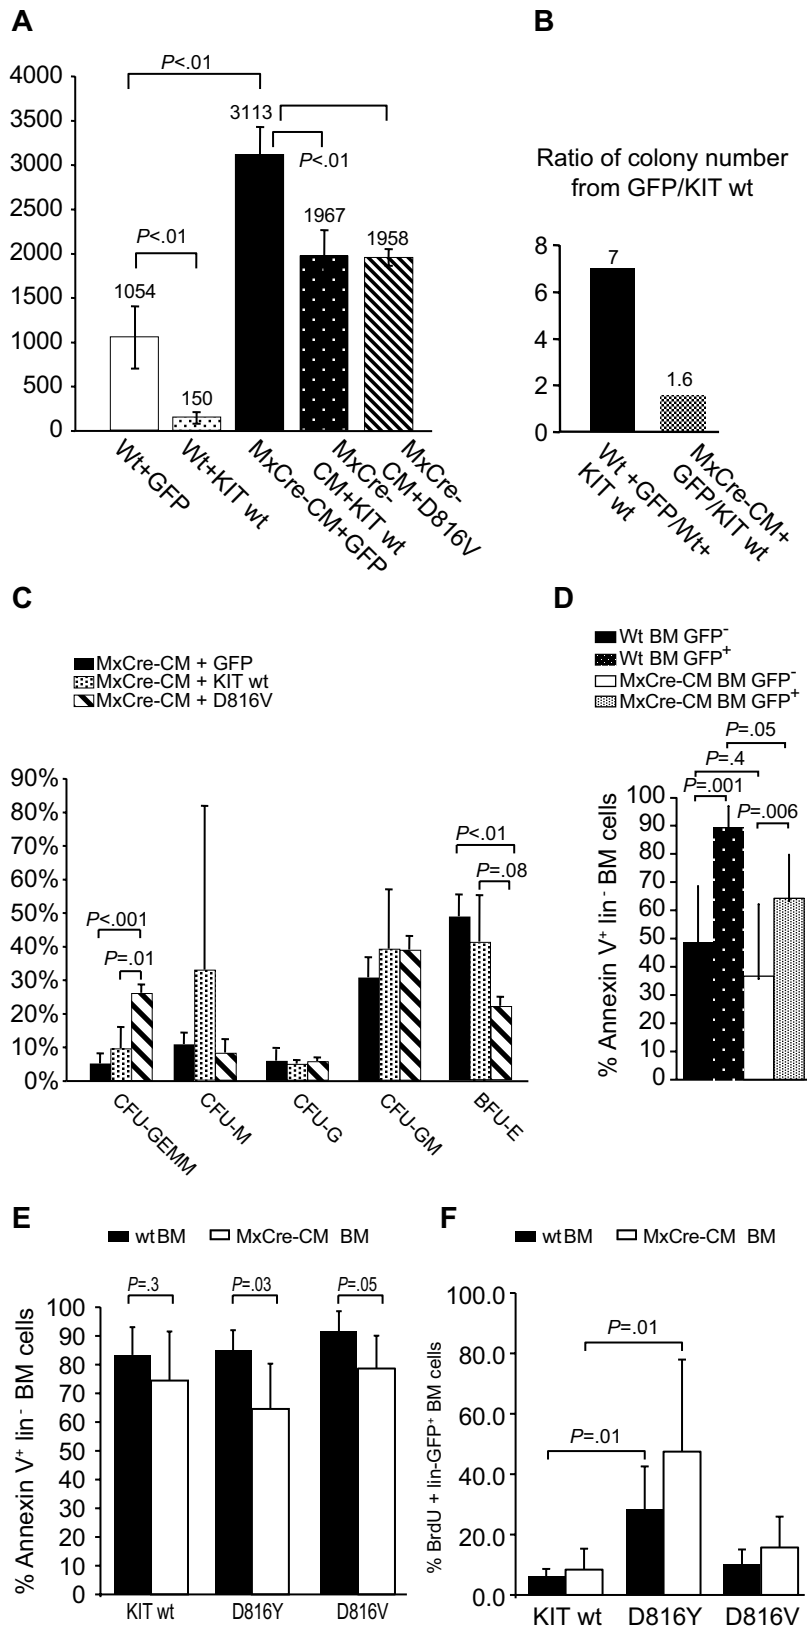 A
P<.01
4000
3500
3000
2500
2000
1500
1000
500
0
3113
P<.01
P<.01
1967
1958
1054
150
Wt+GFP
Wt+KIT wt
MxCre-CM+GFP
MxCre-
CM+KIT wt
MxCre-
CM+D816V
B
Ratio of colony number
from GFP/KIT wt
8
6
4
2
0
7
1.6
Wt +GFP/Wt+
KIT wt
MxCre-CM+
GFP/KIT wt
C
MxCre-CM + GFP
MxCre-CM + KIT wt
MxCre-CM + D816V
90%
80%
70%
60%
50%
40%
30%
20%
10%
0%
P<.001
P=.01
P<.01
P=.08
CFU-GEMM
CFU-M
CFU-G
CFU-GM
BFU-E
D
Wt BM GFP-
Wt BM GFP+
MxCre-CM BM GFP-
MxCre-CM BM GFP+
P=.05
P=.4
P=.001
P=.006
% Annexin V+ lin- BM cells
100
90
80
70
60
50
40
30
20
10
0
E
wtBM
MxCre-CM BM
P=.3
P=.03
P=.05
% Annexin V+ lin- BM cells
100
90
80
70
60
50
40
30
20
10
0
KIT wt
D816Y
D816V
F
wtBM
MxCre-CM BM
% BrdU + lin-GFP+ BM cells
100.0
80.0
60.0
40.0
20.0
0.0
P=.01
P=.01
KIT wt
D816Y
D816V